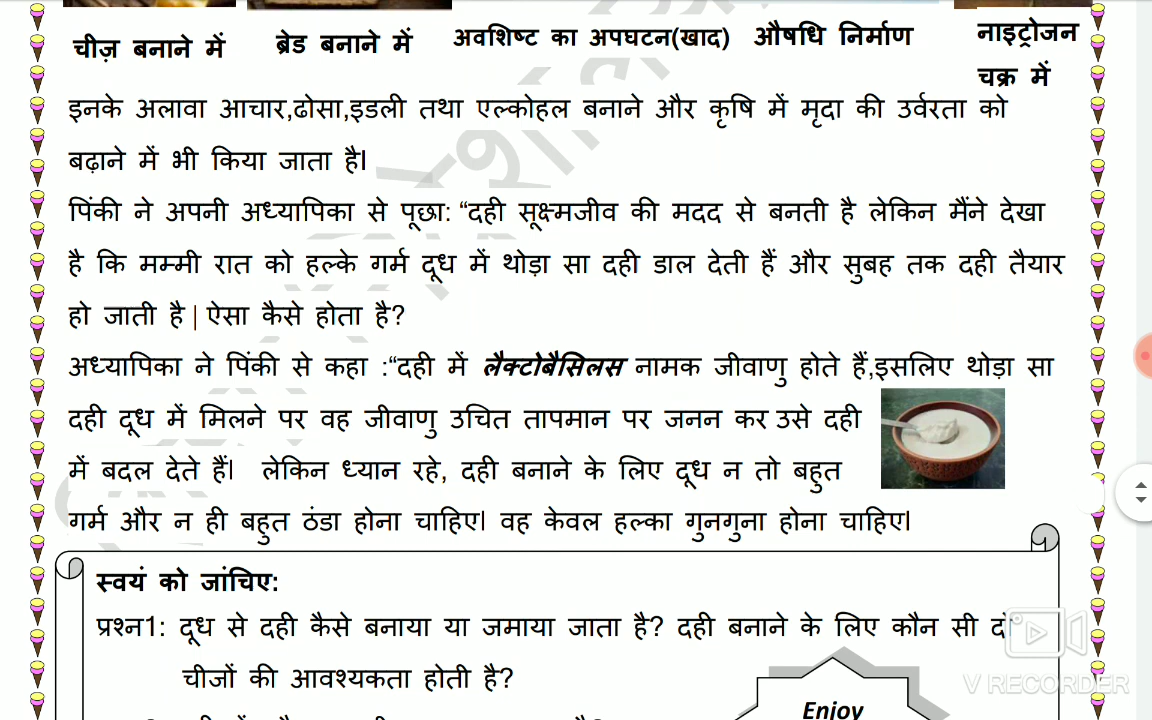 चीज़ बनाने में ब्रेड बनाने में अवशिष्ट का अपघटन(खाद) औषधि निर्माण नाइट्रोजन
चक्र में
इनके अलावा आचार,ढोसा,इडली तथा एल्कोहल बनाने और कृषि में मृदा की उर्वरता को
बढ़ाने में भी किया जाता है।
पिंकी ने अपनी अध्यापिका से पूछा: “दही सूक्ष्मजीव की मदद से बनती है लेकिन मैंने देखा
है कि मम्मी रात को हल्के गर्म दूध में थोड़ा सा दही डाल देती हैं और सुबह तक दही तैयार
हो जाती है | ऐसा कैसे होता है?
अध्यापिका ने पिंकी से कहा :“दही में लैक्टोबैसिलस नामक जीवाणु होते हैं,इसलिए थोड़ा सा
दही दूध में मिलने पर वह जीवाणु उचित तापमान पर जनन कर उसे दही
में बदल देते हैं। लेकिन ध्यान रहे, दही बनाने के लिए दूध न तो बहुत
गर्म और न ही बहुत ठंडा होना चाहिए। वह केवल हल्का गुनगुना होना चाहिए।
स्वयं को जांचिए:
प्रश्न1: दूध से दही कैसे बनाया या जमाया जाता है? दही बनाने के लिए कौन सी दो
चीजों की आवश्यकता होती है?
V RECORDER
Enjoy